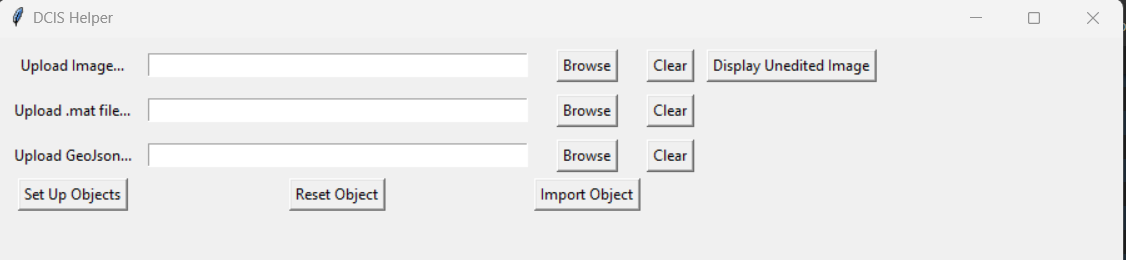 DCIS Helper
Upload Image... Browse Clear Display Unedited Image
Upload .mat file... Browse Clear
Upload GeoJson... Browse Clear
Set Up Objects Reset Object Import Object